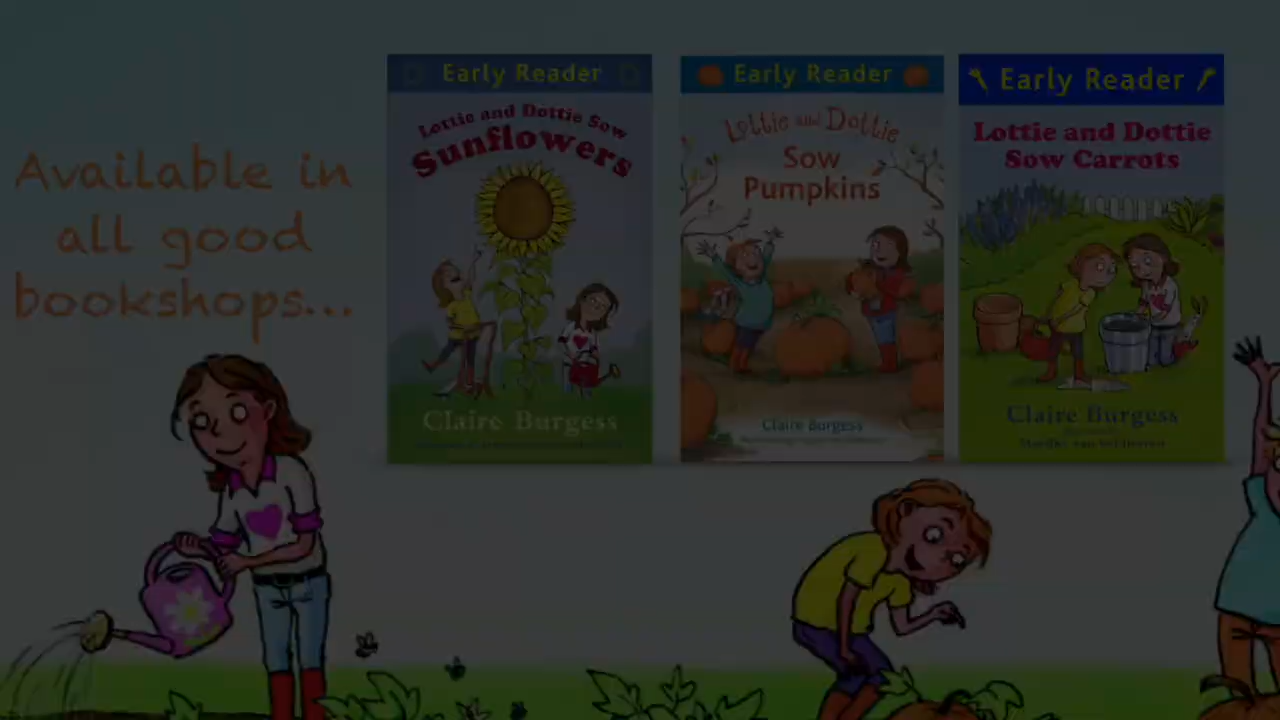 Available in
all good
bookshops...
Early Reader
Lottie and Dottie Sow
Sunflowers
Claire Burgess
Early Reader
Lottie and Dottie
Sow
Pumpkins
Claire Burgess
Early Reader
Lottie and Dottie
Sow Carrots
Claire Burgess